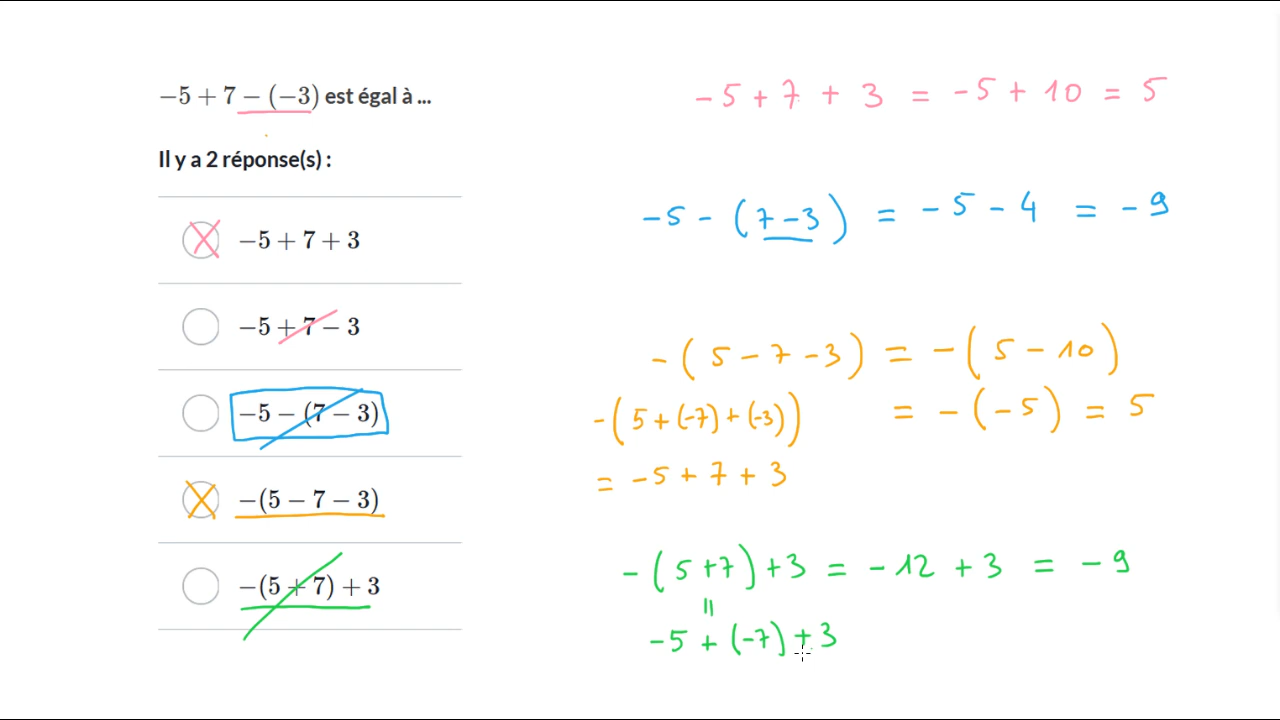 −5 + 7 − (−3) est égal à ...
-5 + 7 + 3 = -5 + 10 = 5
Il y a 2 réponse(s) :
−5 + 7 + 3
−5 + 7 − 3
−5 − (7 − 3)
−(5 − 7 − 3)
−(5 + 7) + 3
-5 - (7 - 3) = -5 - 4 = -9
-(5 - 7 - 3) = -(5 - 10)
-(5 + (-7) + (-3)) = -(-5) = 5
= -5 + 7 + 3
-(5 + 7) + 3 = -12 + 3 = -9
=
-5 + (-7) + 3